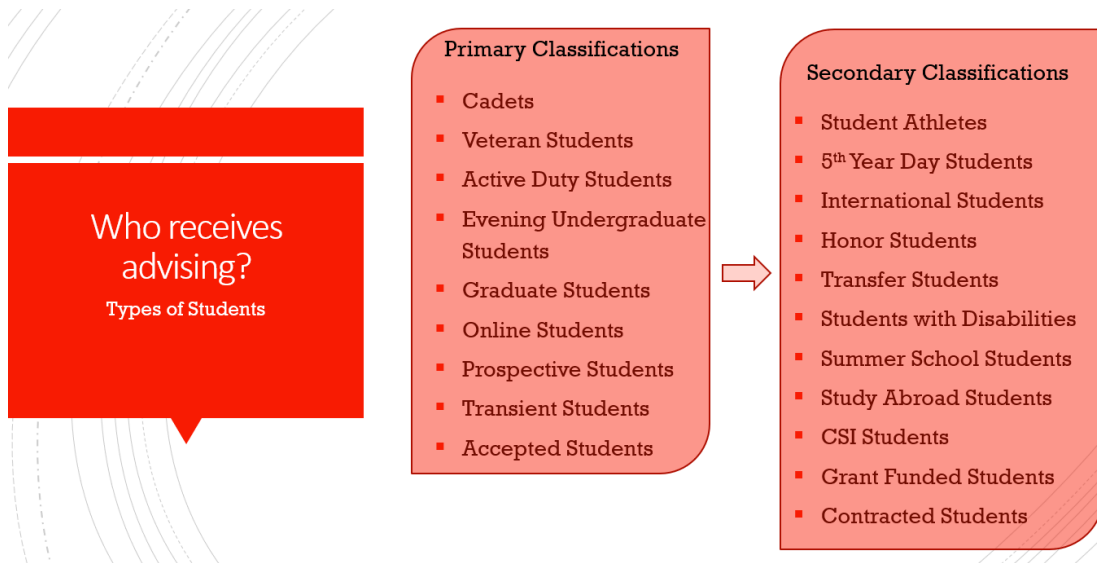 Who receives
advising?
Types of Students
Primary Classifications
Cadets
Veteran Students
Active Duty Students
Evening Undergraduate
Students
Graduate Students
Online Students
Prospective Students
Transient Students
Accepted Students
Secondary Classifications
Student Athletes
5th Year Day Students
International Students
Honor Students
Transfer Students
Students with Disabilities
Summer School Students
Study Abroad Students
CSI Students
Grant Funded Students
Contracted Students